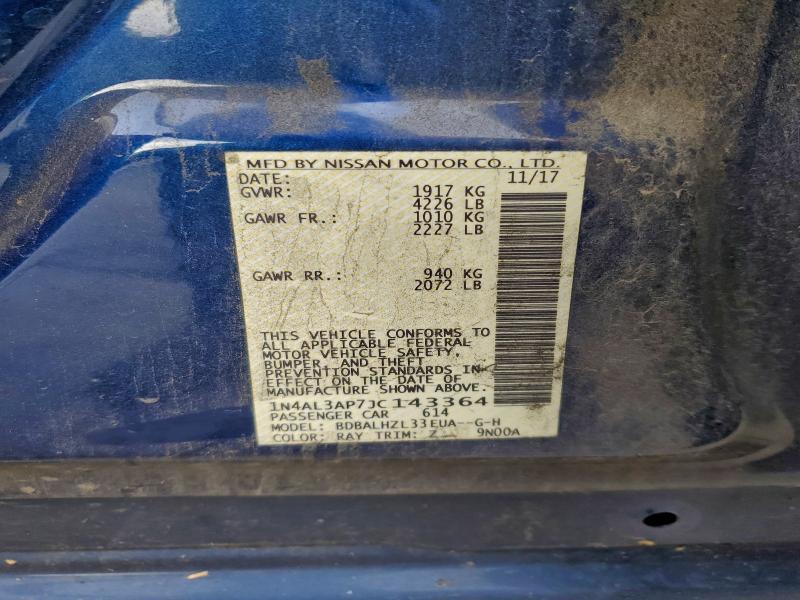 MFD BY NISSAN MOTOR CO., LTD.
DATE: 11/17
GVWR: 1917 KG
4226 LB
GAWR FR.: 1010 KG
2227 LB
GAWR RR.: 940 KG
2072 LB
THIS VEHICLE CONFORMS TO
ALL APPLICABLE FEDERAL
MOTOR VEHICLE SAFETY,
BUMPER, AND THEFT
PREVENTION STANDARDS IN
EFFECT ON THE DATE OF
MANUFACTURE SHOWN ABOVE.
1N4AL3AP7JC143364
PASSENGER CAR 614
MODEL: BDBALHZL33EUA--G-H
COLOR: RAY TRIM: Z 9N00A